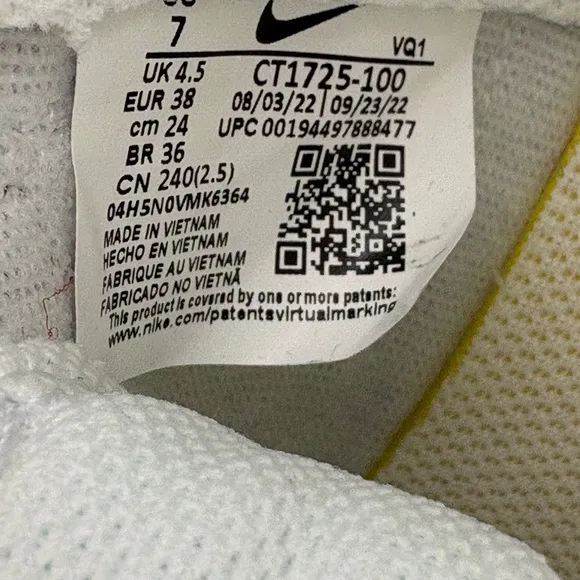 7
UK 4.5
EUR 38
cm 24
BR 36
CN 240(2.5)
04H5N0VMK6364
MADE IN VIETNAM
HECHO EN VIETNAM
FABRIQUE AU VIETNAM
FABRICADO NO VIETNÃ
This product is covered by one or more patents:
www.nike.com/patentsvirtualmarking
VQ1
CT1725-100
08/03/22 | 09/23/22
UPC 00194497888477